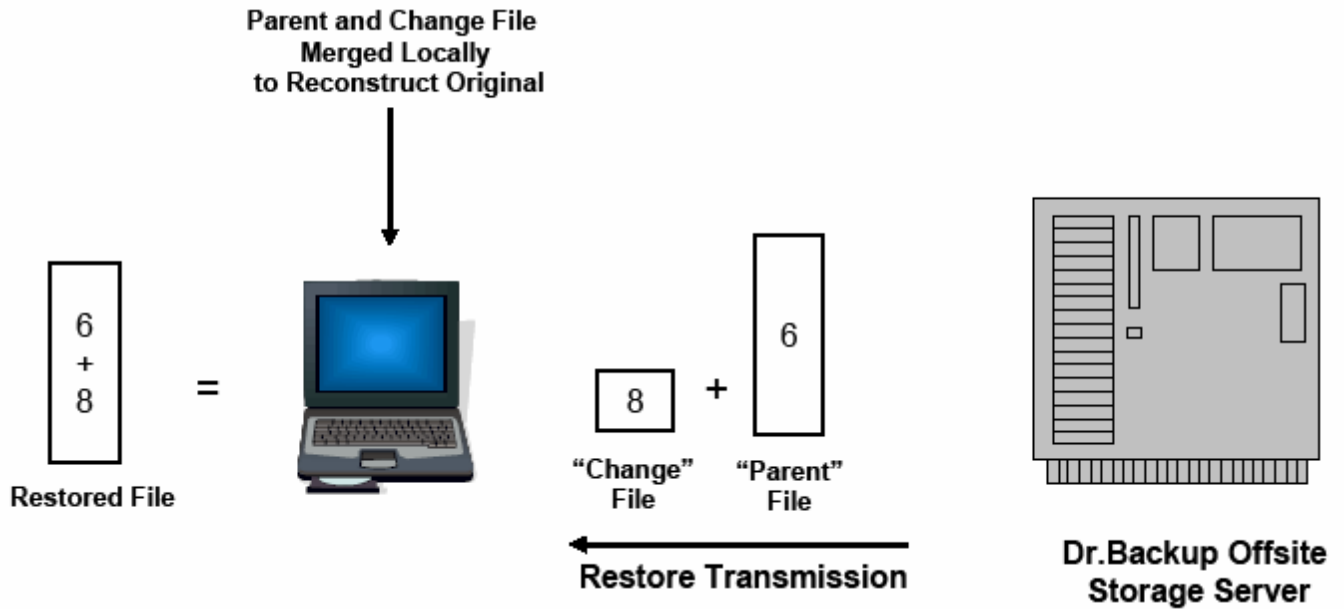 Parent and Change File
Merged Locally
to Reconstruct Original
6
+
8
=
8
+
6
Restored File
“Change”
File
“Parent”
File
Restore Transmission
Dr.Backup Offsite
Storage Server